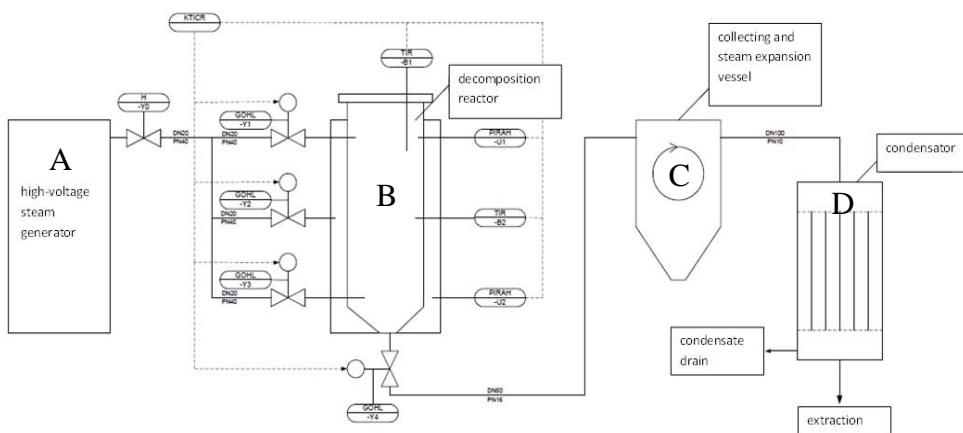 KTICR
TIR
-B1
collecting and
steam expansion
vessel
decomposition
reactor
H
-Y0
A
high-voltage
steam
generator
DN20
PN40
GOHL
-Y1
DN20
PN40
PIRAH
-U1
B
C
DN100
PN10
condensator
D
GOHL
-Y2
DN20
PN40
TIR
-B2
GOHL
-Y3
DN20
PN40
PIRAH
-U2
condensate
drain
GOHL
-Y4
DN60
PN16
extraction